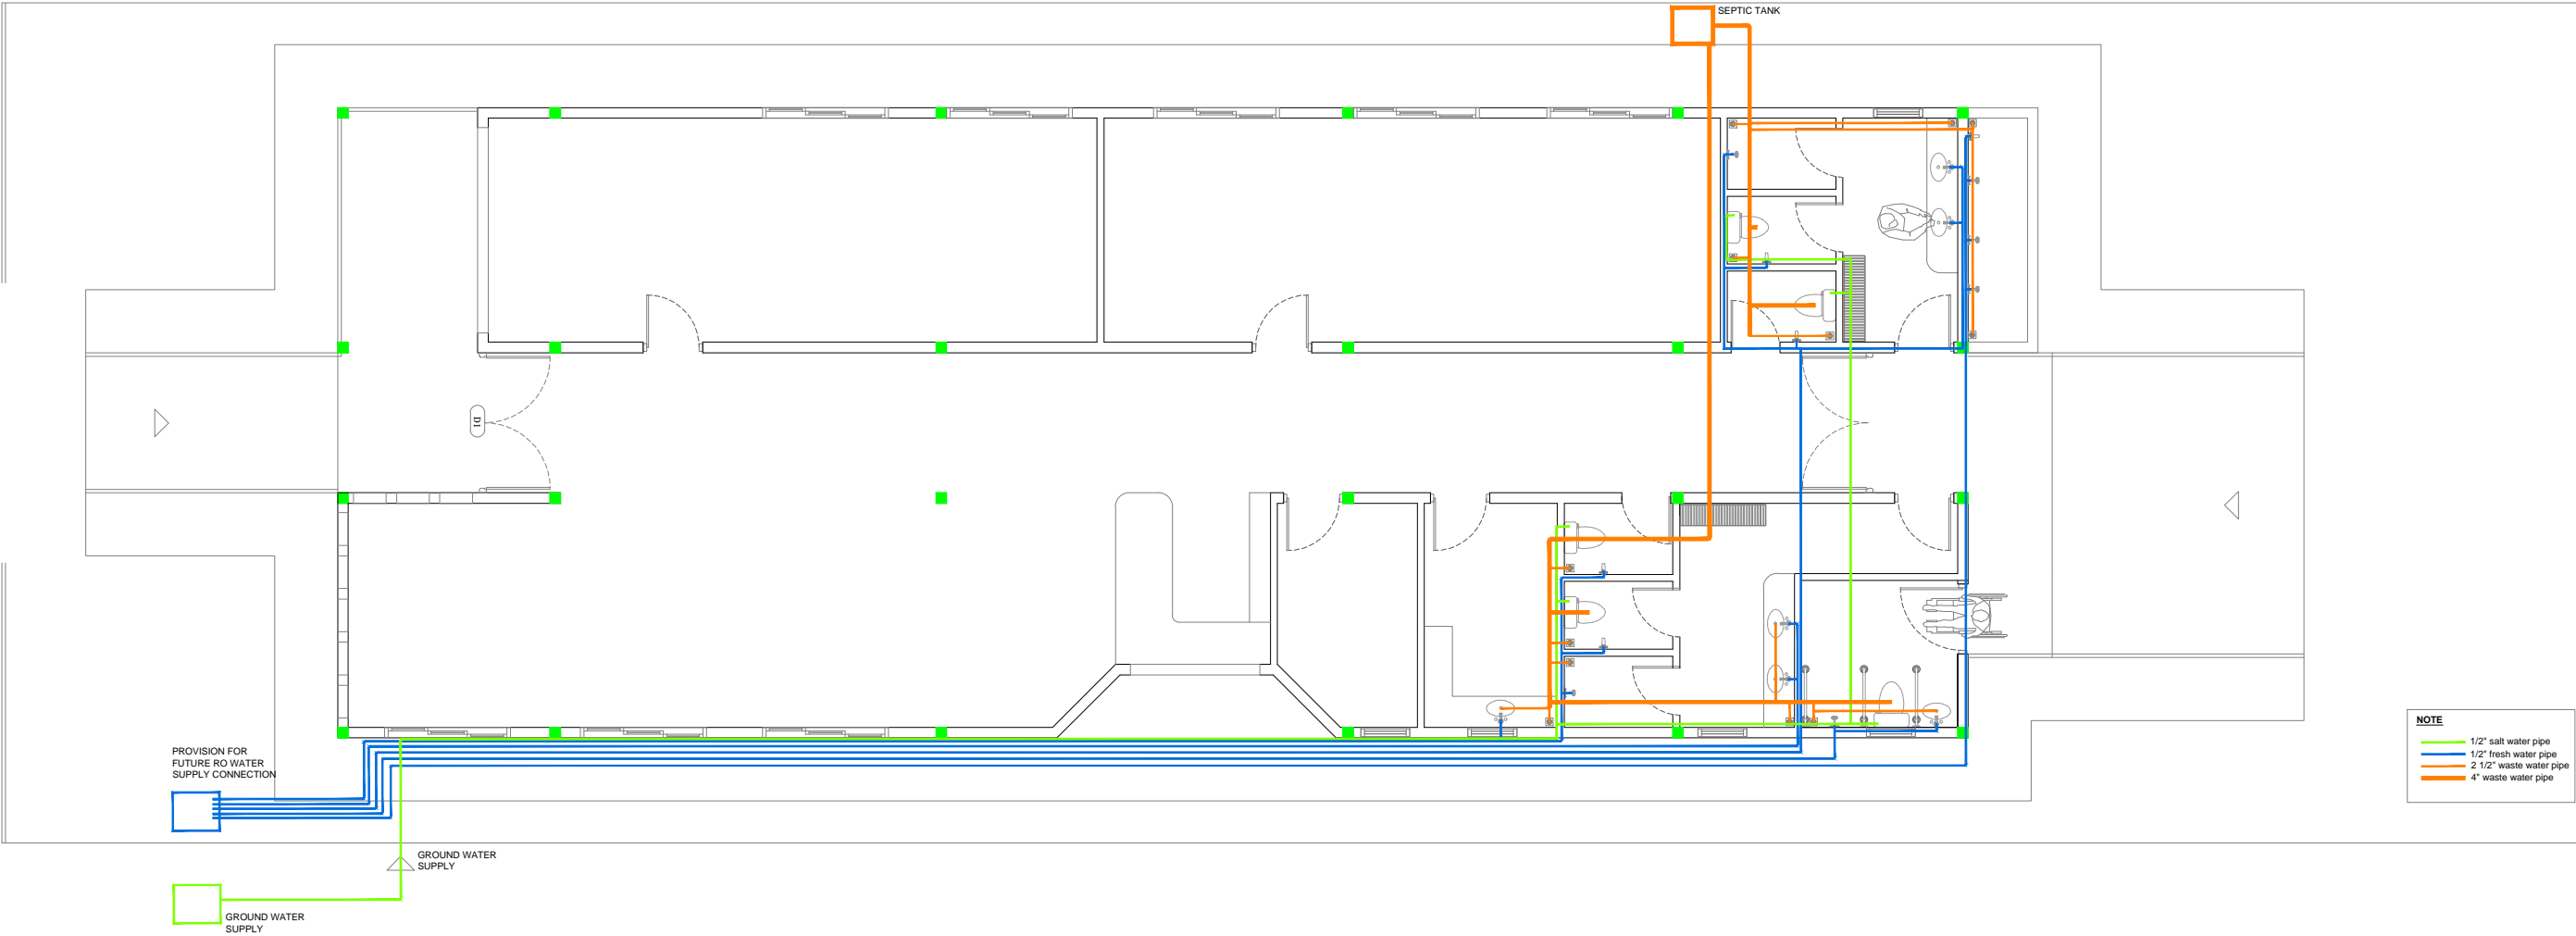 SEPTIC TANK
D1
PROVISION FOR
FUTURE RO WATER
SUPPLY CONNECTION
GROUND WATER
SUPPLY
GROUND WATER
SUPPLY
NOTE
1/2" salt water pipe
1/2" fresh water pipe
2 1/2" waste water pipe
4" waste water pipe